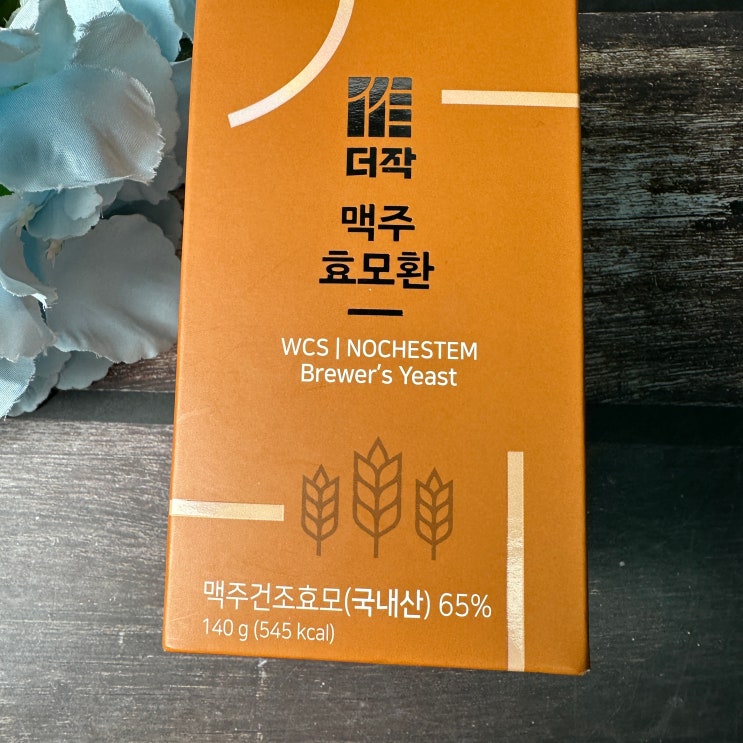 더작
맥주
효모환
WCS | NOCHESTEM
Brewer's Yeast
맥주건조효모(국내산) 65%
140 g (545 kcal)